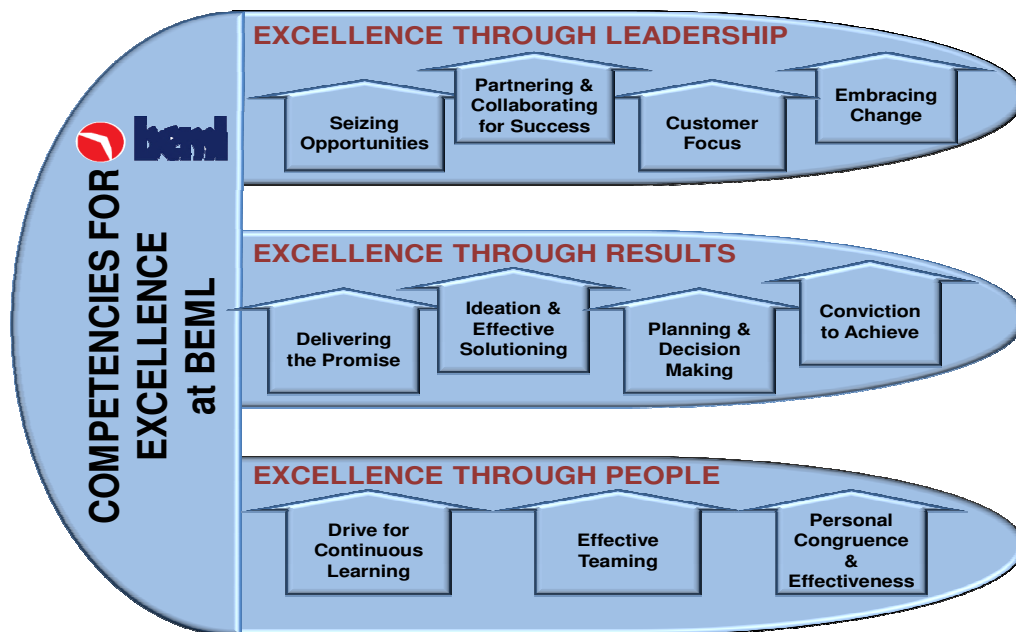 COMPETENCIES FOR
EXCELLENCE
at BEML
beml
EXCELLENCE THROUGH LEADERSHIP
Seizing
Opportunities
Partnering &
Collaborating
for Success
Customer
Focus
Embracing
Change
EXCELLENCE THROUGH RESULTS
Delivering
the Promise
Ideation &
Effective
Solutioning
Planning &
Decision
Making
Conviction
to Achieve
EXCELLENCE THROUGH PEOPLE
Drive for
Continuous
Learning
Effective
Teaming
Personal
Congruence
&
Effectiveness